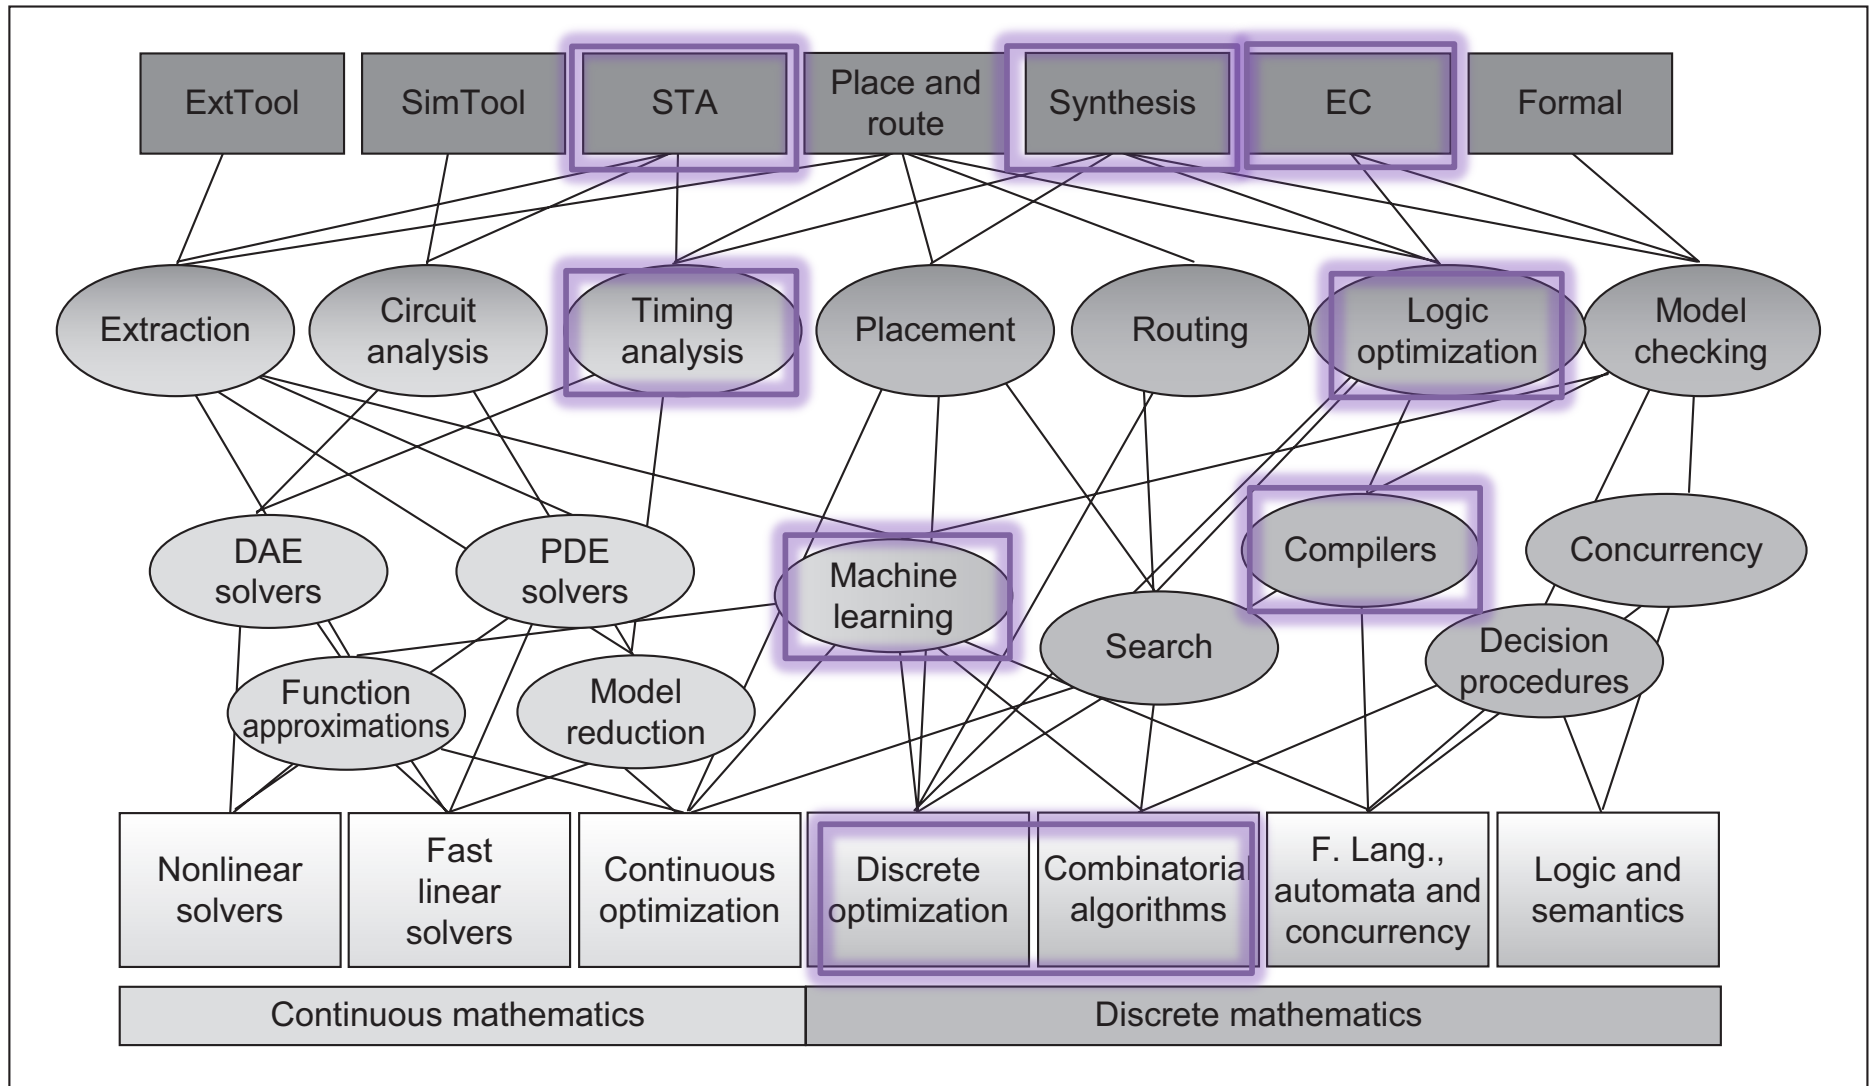 ExtTool
SimTool
STA
Place and
route
Synthesis
EC
Formal
Extraction
Circuit
analysis
Timing
analysis
Placement
Routing
Logic
optimization
Model
checking
DAE
solvers
PDE
solvers
Machine
learning
Compilers
Concurrency
Search
Decision
procedures
Function
approximations
Model
reduction
Nonlinear
solvers
Fast
linear
solvers
Continuous
optimization
Discrete
optimization
Combinatorial
algorithms
F. Lang.,
automata and
concurrency
Logic and
semantics
Continuous mathematics
Discrete mathematics